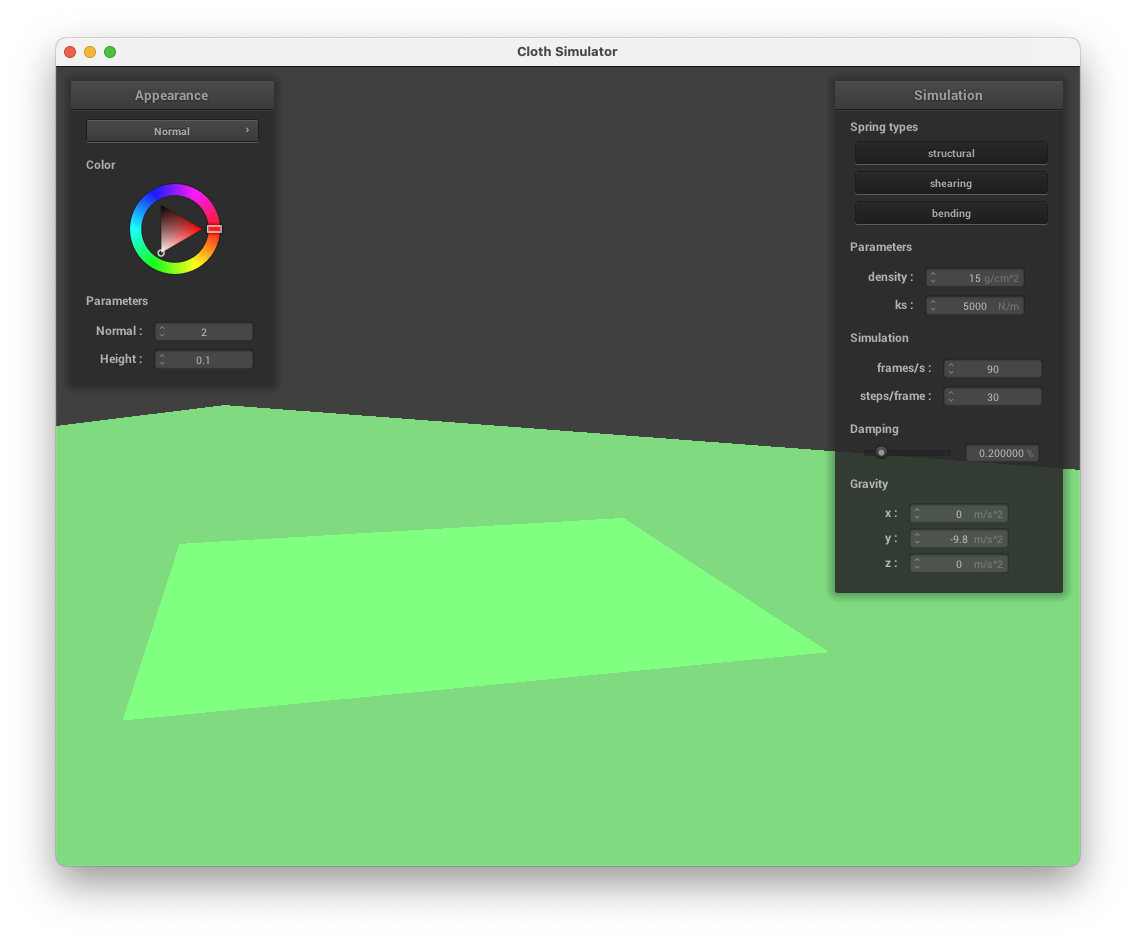 Cloth Simulator
Appearance
Normal
Color
Parameters
Normal : 2
Height : 0.1
Simulation
Spring types
structural
shearing
bending
Parameters
density : 15 g/cm^2
ks : 5000 N/m
Simulation
frames/s : 90
steps/frame : 30
Damping
0.200000 %
Gravity
x : 0 m/s^2
y : -9.8 m/s^2
z : 0 m/s^2